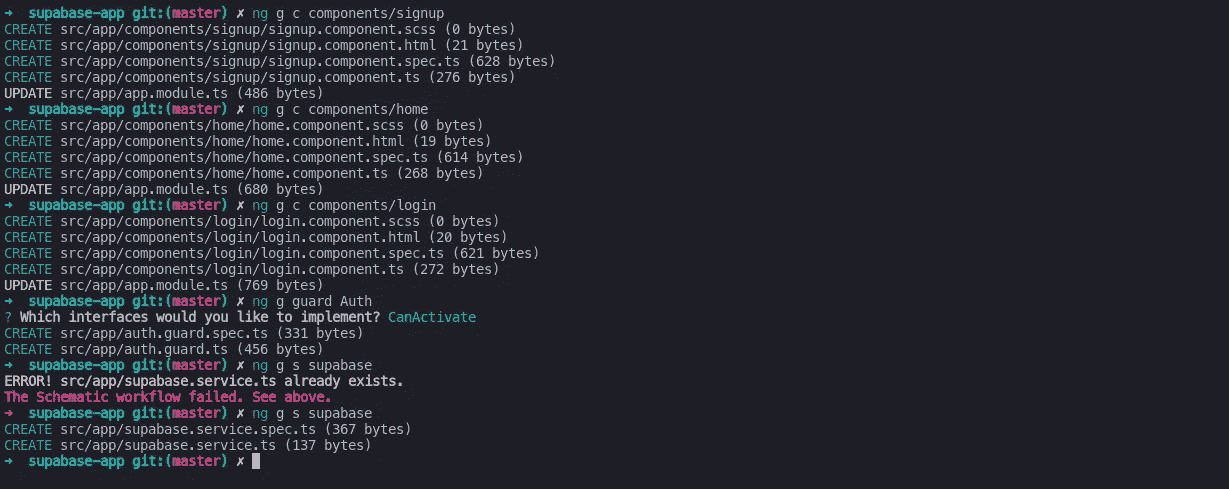 ➜  supabase-app git:(master) ✗ ng g c components/signup
CREATE src/app/components/signup/signup.component.scss (0 bytes)
CREATE src/app/components/signup/signup.component.html (21 bytes)
CREATE src/app/components/signup/signup.component.spec.ts (628 bytes)
CREATE src/app/components/signup/signup.component.ts (276 bytes)
UPDATE src/app/app.module.ts (486 bytes)
➜  supabase-app git:(master) ✗ ng g c components/home
CREATE src/app/components/home/home.component.scss (0 bytes)
CREATE src/app/components/home/home.component.html (19 bytes)
CREATE src/app/components/home/home.component.spec.ts (614 bytes)
CREATE src/app/components/home/home.component.ts (268 bytes)
UPDATE src/app/app.module.ts (680 bytes)
➜  supabase-app git:(master) ✗ ng g c components/login
CREATE src/app/components/login/login.component.scss (0 bytes)
CREATE src/app/components/login/login.component.html (20 bytes)
CREATE src/app/components/login/login.component.spec.ts (621 bytes)
CREATE src/app/components/login/login.component.ts (272 bytes)
UPDATE src/app/app.module.ts (769 bytes)
➜  supabase-app git:(master) ✗ ng g guard Auth
? Which interfaces would you like to implement? CanActivate
CREATE src/app/auth.guard.spec.ts (331 bytes)
CREATE src/app/auth.guard.ts (456 bytes)
➜  supabase-app git:(master) ✗ ng g s supabase
ERROR! src/app/supabase.service.ts already exists.
The Schematic workflow failed. See above.
➜  supabase-app git:(master) ✗ ng g s supabase
CREATE src/app/supabase.service.spec.ts (367 bytes)
CREATE src/app/supabase.service.ts (137 bytes)
➜  supabase-app git:(master) ✗